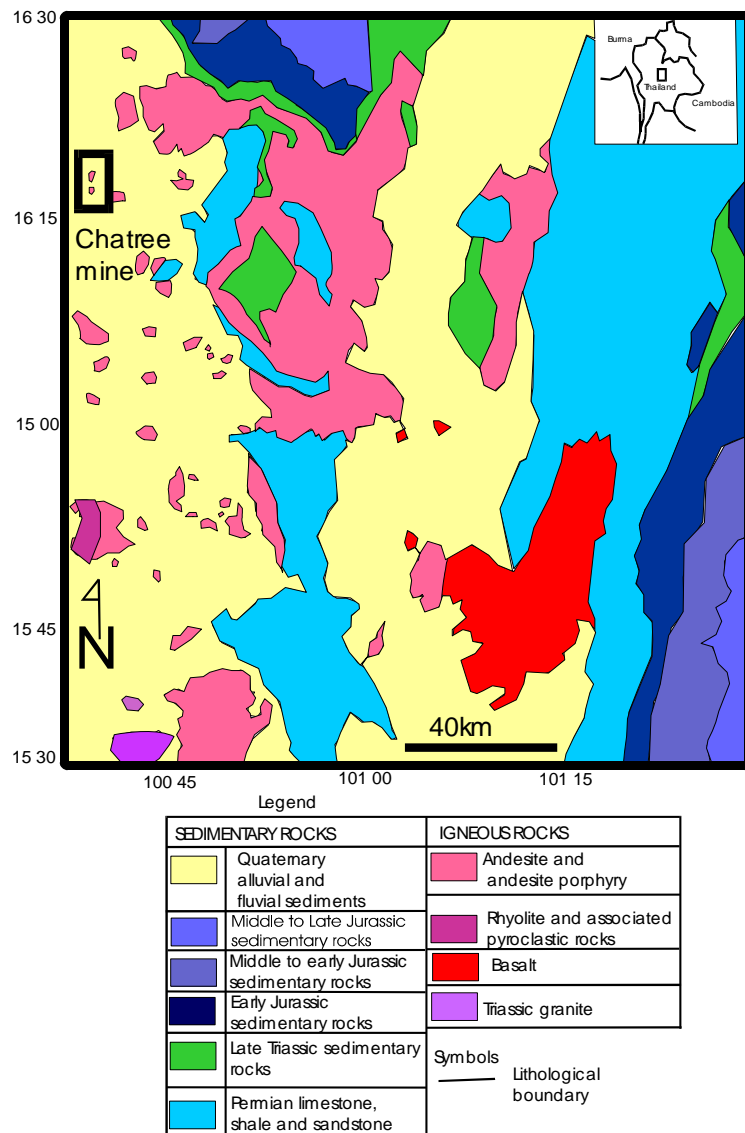 16 30
Burma
Thailand
Cambodia
16 15
Chatree
mine
15 00
N
15 45
40km
15 30
100 45
101 00
101 15
Legend
SEDIMENTARY ROCKS
IGNEOUS ROCKS
Quaternary
alluvial and
fluvial sediments
Andesite and
andesite porphyry
Middle to Late Jurassic
sedimentary rocks
Rhyolite and associated
pyroclastic rocks
Middle to early Jurassic
sedimentary rocks
Basalt
Early Jurassic
sedimentary rocks
Triassic granite
Late Triassic sedimentary
rocks
Symbols
Lithological
boundary
Permian limestone,
shale and sandstone